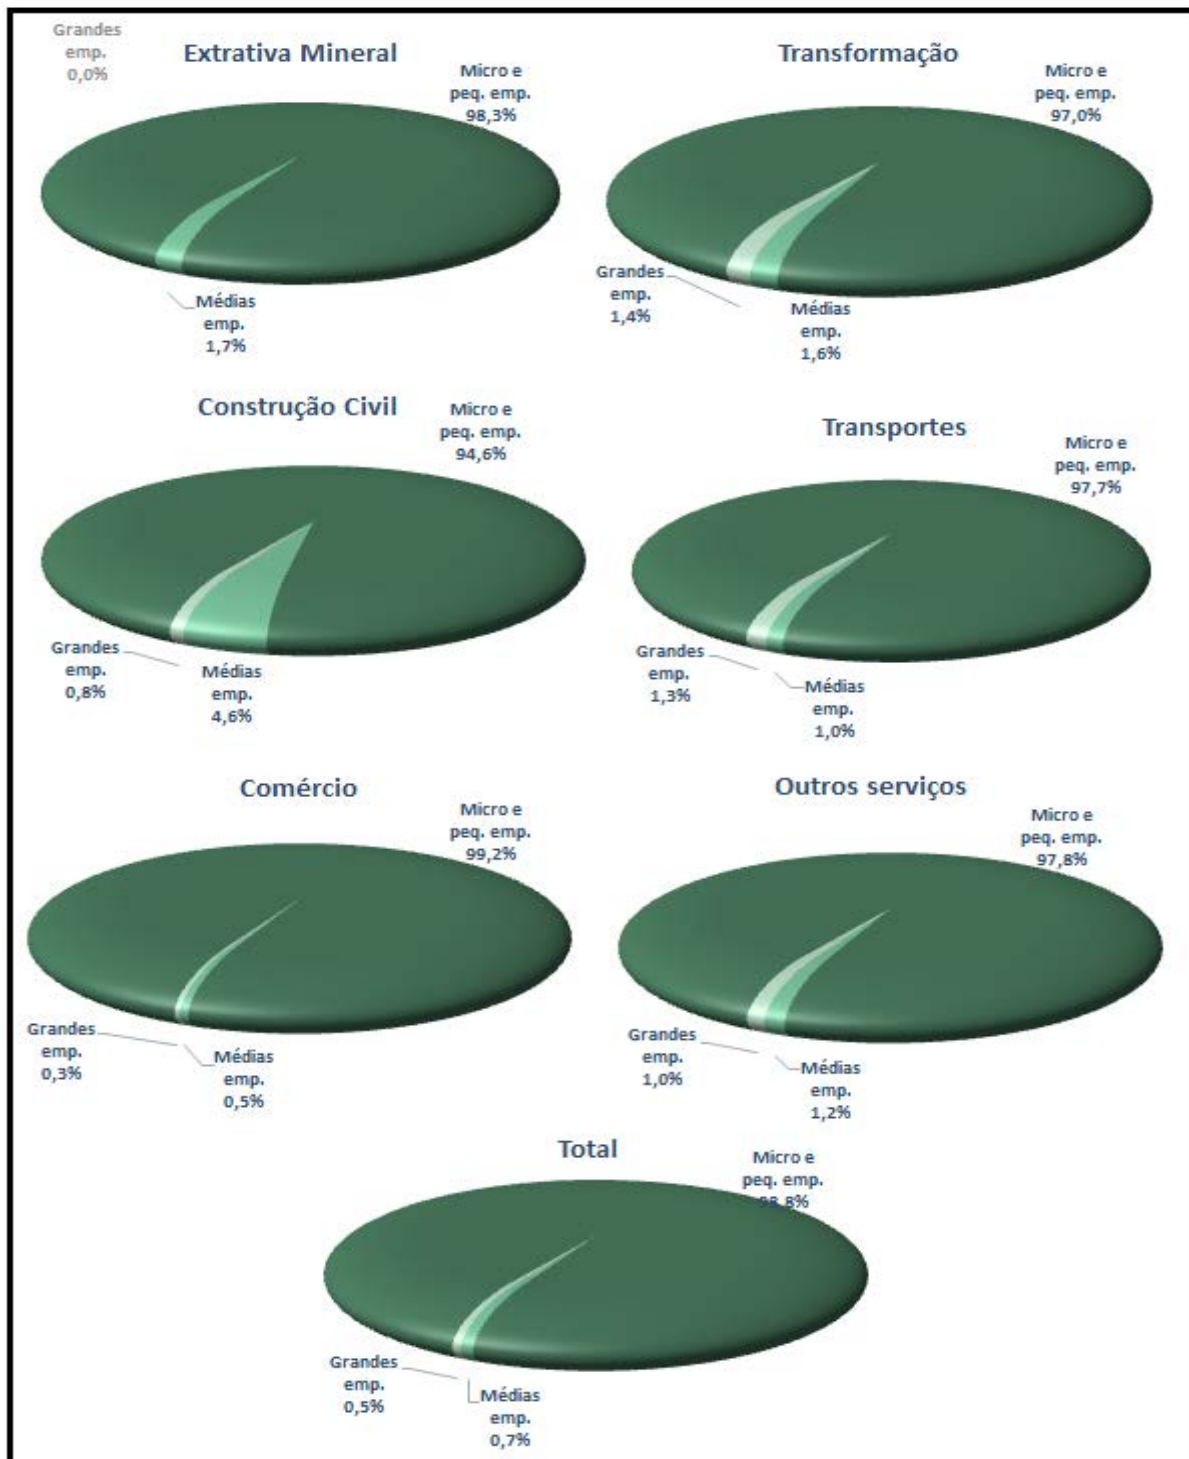 Grandes
emp.
0,0%
Extrativa Mineral
Micro e
peq. emp.
98,3%
Médias
emp.
1,7%
Transformação
Micro e
peq. emp.
97,0%
Grandes
emp.
1,4%
Médias
emp.
1,6%
Construção Civil
Micro e
peq. emp.
94,6%
Grandes
emp.
0,8%
Médias
emp.
4,6%
Transportes
Micro e
peq. emp.
97,7%
Grandes
emp.
1,3%
Médias
emp.
1,0%
Comércio
Micro e
peq. emp.
99,2%
Grandes
emp.
0,3%
Médias
emp.
0,5%
Outros serviços
Micro e
peq. emp.
97,8%
Grandes
emp.
1,0%
Médias
emp.
1,2%
Total
Micro e
peq. emp.
98,8%
Grandes
emp.
0,5%
Médias
emp.
0,7%